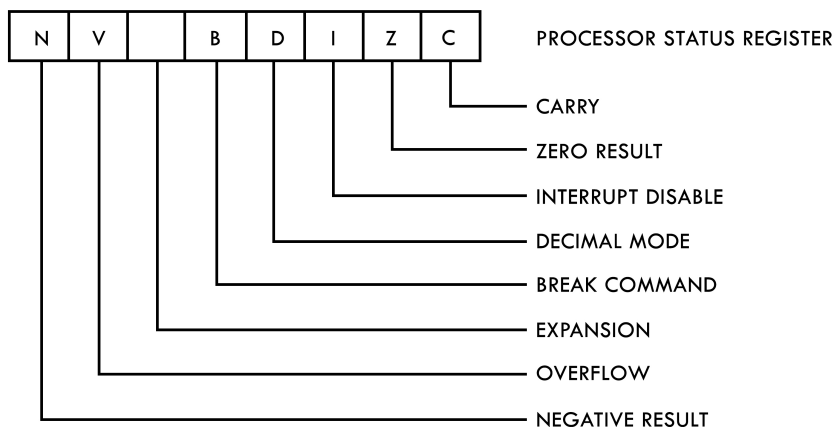 N V B D I Z C PROCESSOR STATUS REGISTER
CARRY
ZERO RESULT
INTERRUPT DISABLE
DECIMAL MODE
BREAK COMMAND
EXPANSION
OVERFLOW
NEGATIVE RESULT